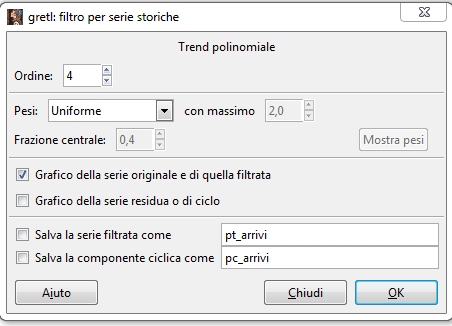 gretl: filtro per serie storiche
Trend polinomiale
Ordine: 4
Pesi: Uniforme con massimo 2,0
Frazione centrale: 0,4 Mostra pesi
Grafico della serie originale e di quella filtrata
Grafico della serie residua o di ciclo
Salva la serie filtrata come pt_arrivi
Salva la componente ciclica come pc_arrivi
Aiuto Chiudi OK